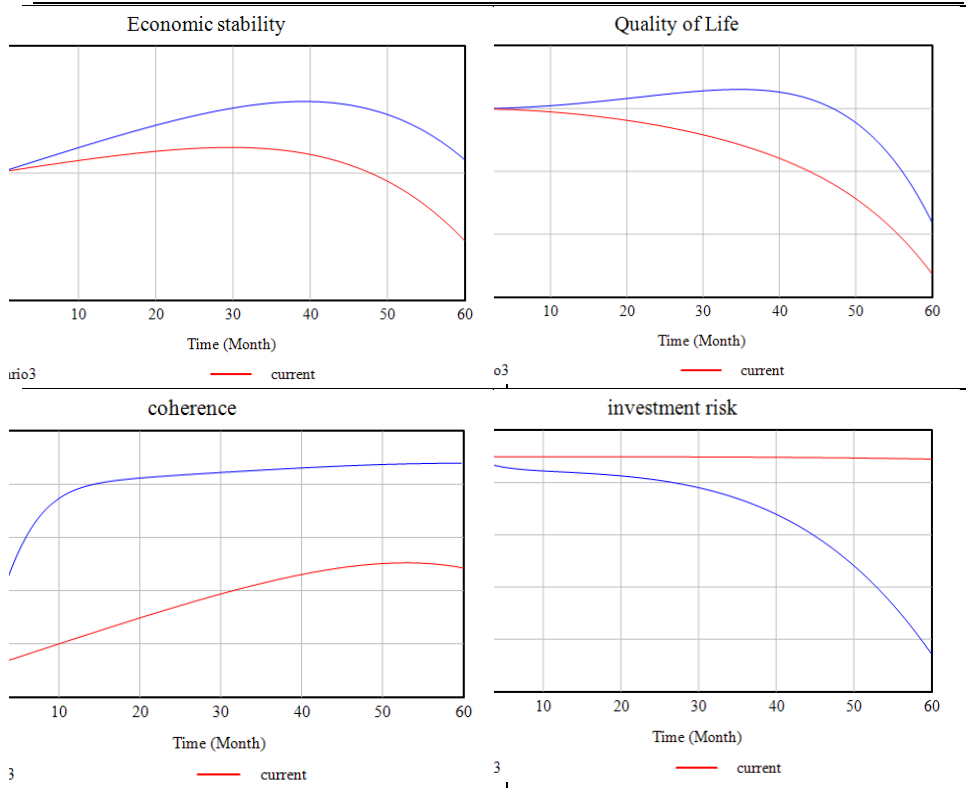 Economic stability
10 20 30 40 50 60
Time (Month)
rio3 current
Quality of Life
10 20 30 40 50 60
Time (Month)
o3 current
coherence
10 20 30 40 50 60
Time (Month)
3 current
investment risk
10 20 30 40 50 60
Time (Month)
3 current